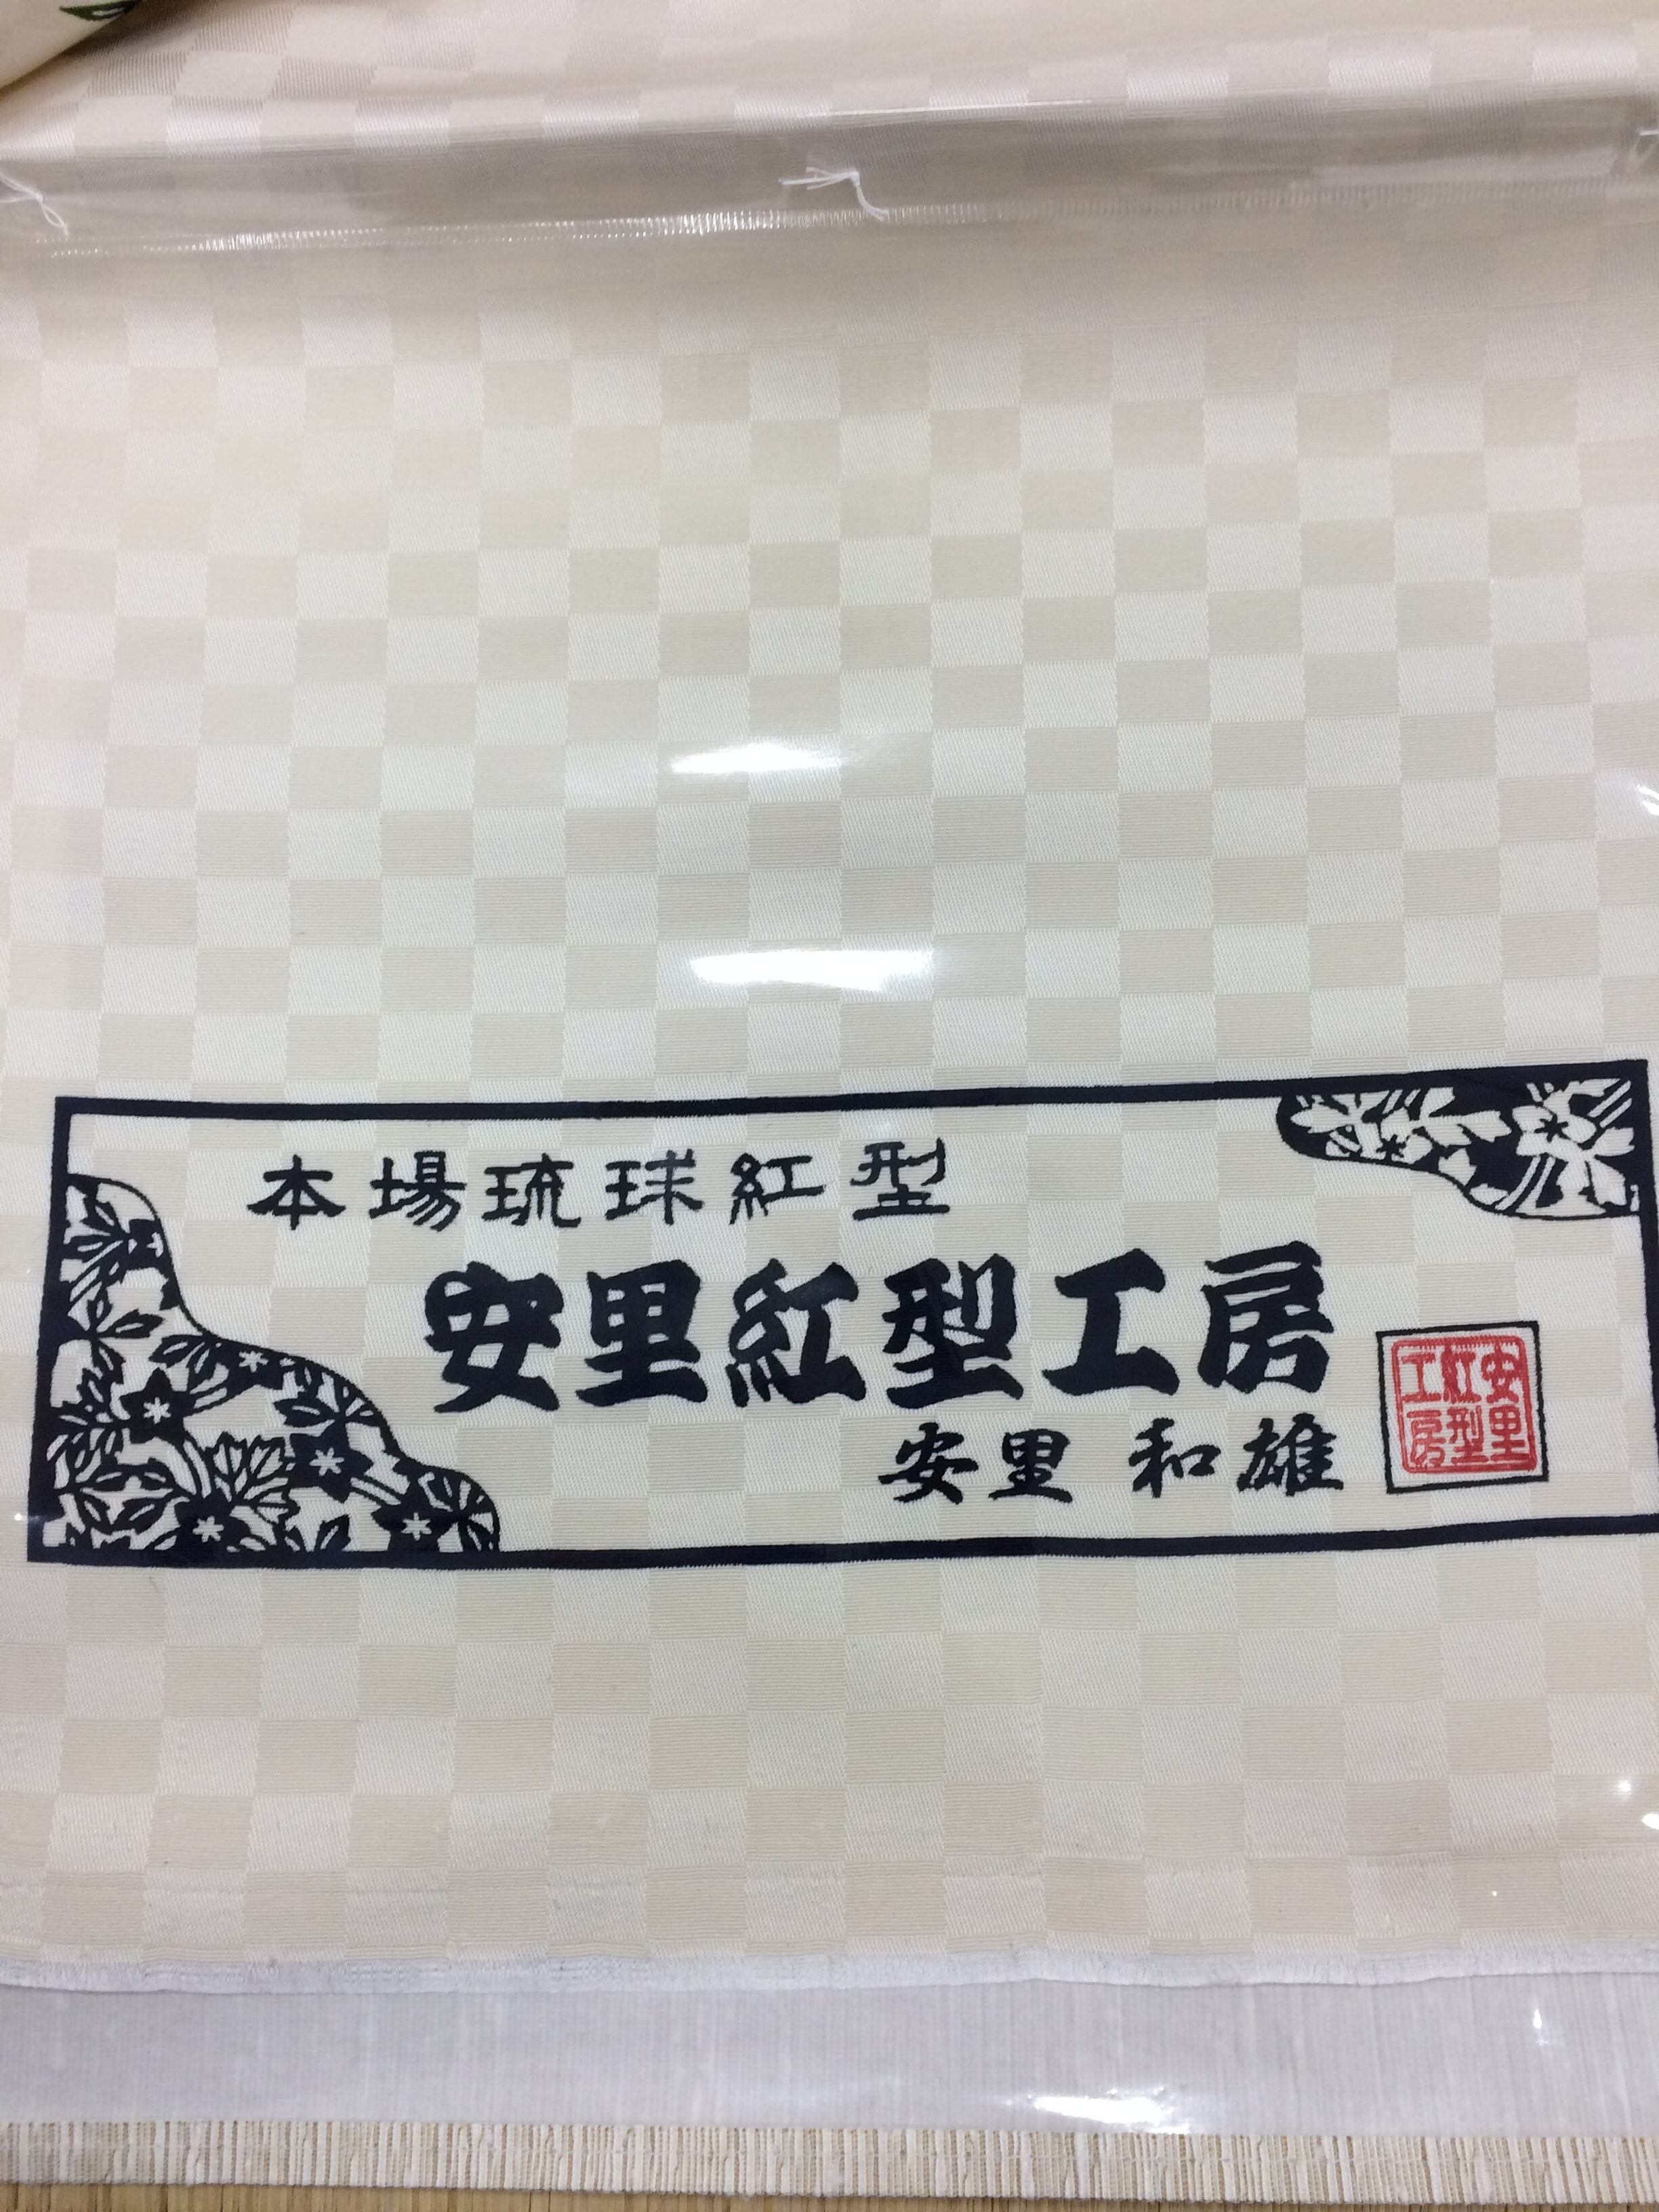 本場琉球紅型
安里紅型工房
安里 和雄
安里
紅型
工房